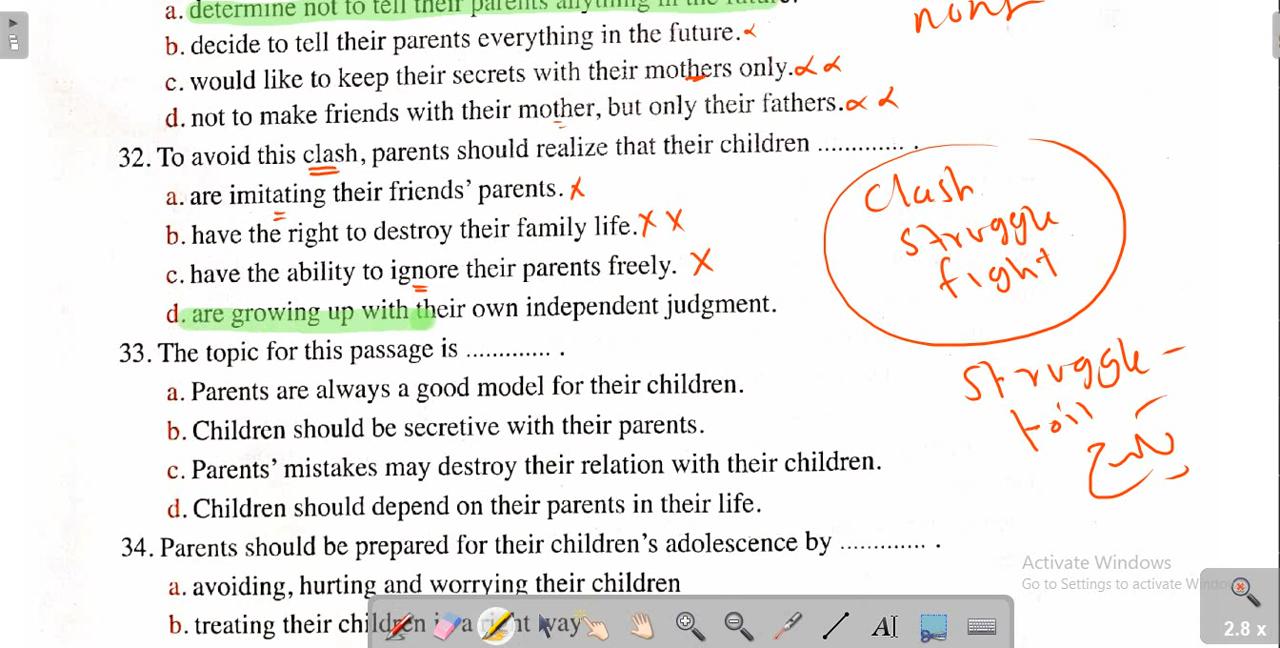 a. determine not to tell their parents anything in the future.
b. decide to tell their parents everything in the future.
c. would like to keep their secrets with their mothers only.
d. not to make friends with their mother, but only their fathers.
32. To avoid this clash, parents should realize that their children ............. .
a. are imitating their friends' parents.
b. have the right to destroy their family life.
c. have the ability to ignore their parents freely.
d. are growing up with their own independent judgment.
clash
struggle
fight
33. The topic for this passage is ............. .
a. Parents are always a good model for their children.
b. Children should be secretive with their parents.
c. Parents' mistakes may destroy their relation with their children.
d. Children should depend on their parents in their life.
struggle -
toil
34. Parents should be prepared for their children's adolescence by ............. .
a. avoiding, hurting and worrying their children
b. treating their children way
Activate Windows
Go to Settings to activate
2.8 x